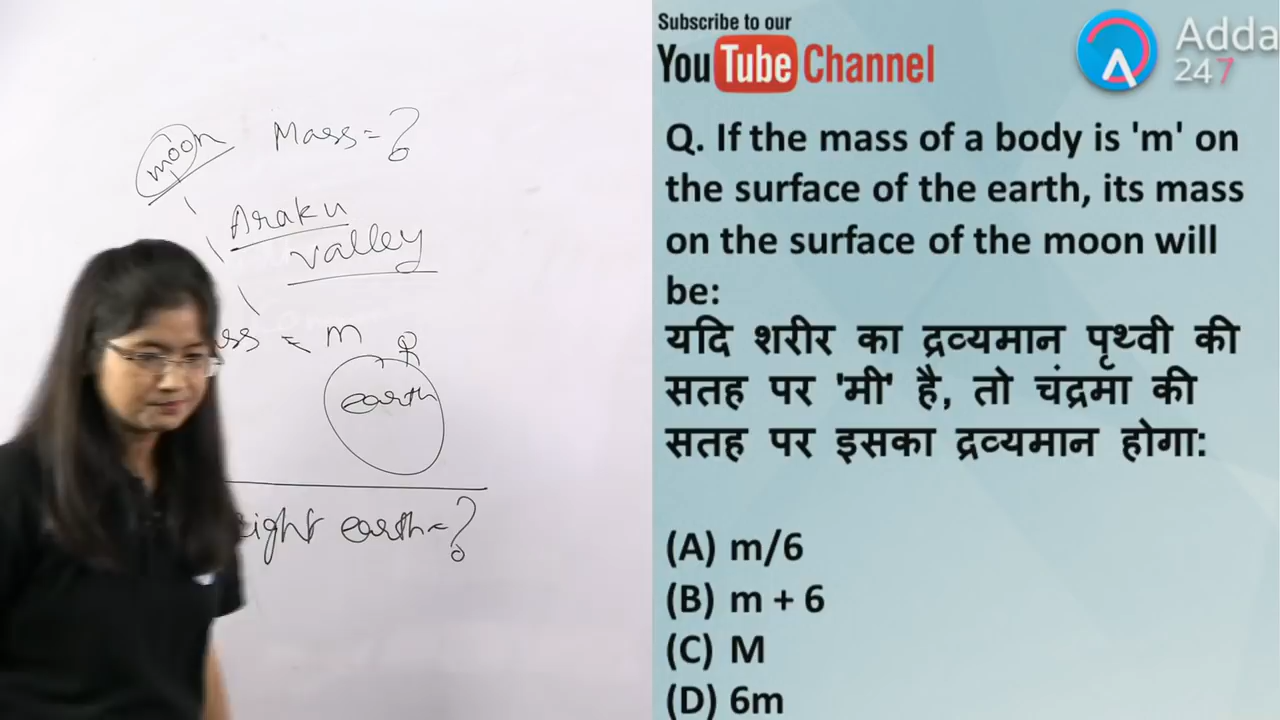 moon Mass = ?
Araku
valley
ss = m
earth
ight earth = ?
Subscribe to our
YouTube Channel
Adda
247
Q. If the mass of a body is 'm' on
the surface of the earth, its mass
on the surface of the moon will
be:
यदि शरीर का द्रव्यमान पृथ्वी की
सतह पर 'मी' है, तो चंद्रमा की
सतह पर इसका द्रव्यमान होगा:
(A) m/6
(B) m + 6
(C) M
(D) 6m